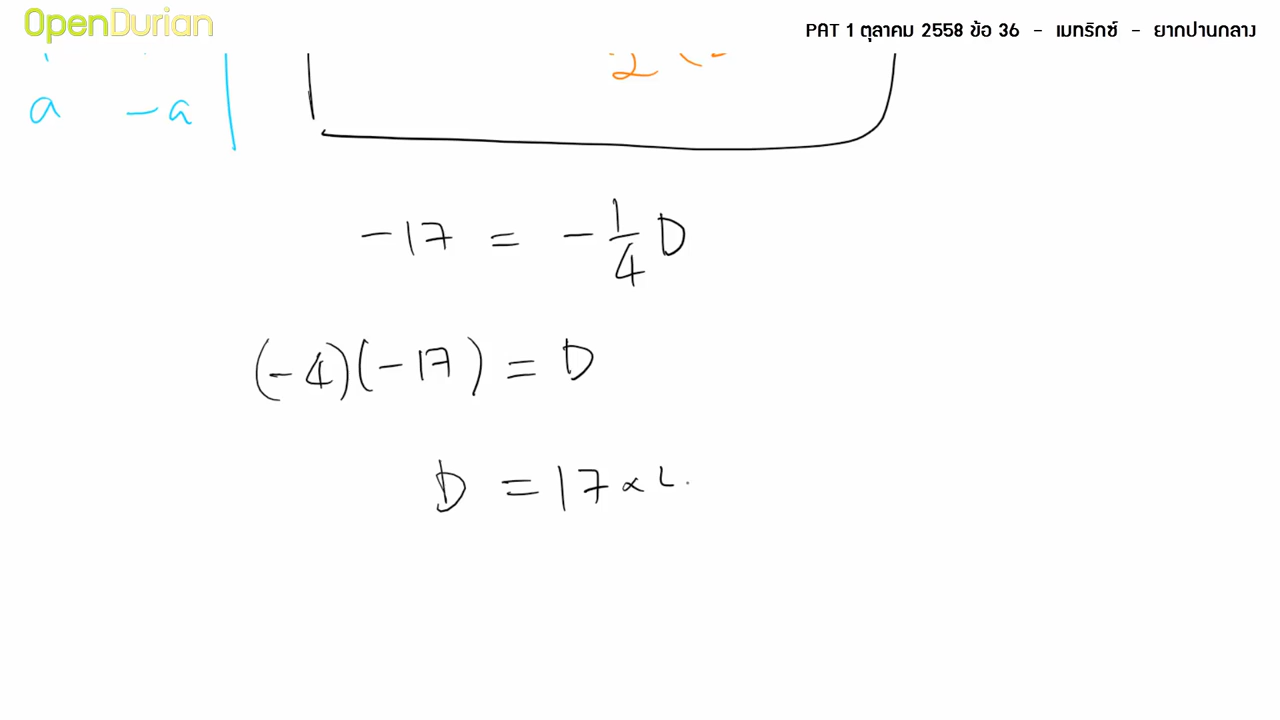 OpenDurian
PAT 1 ตุลาคม 2558 ข้อ 36 - เมทริกซ์ - ยากปานกลาง
2
a -a
-17 = -1/4 D
(-4)(-17) = D
D = 17 ×